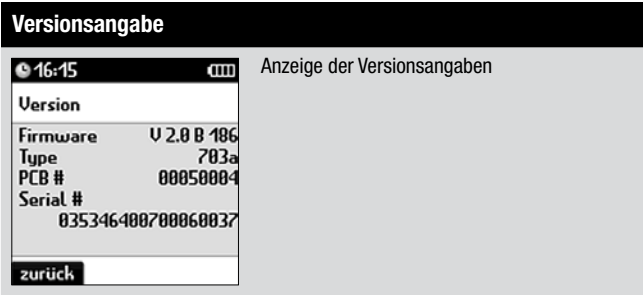 Versionsangabe
16:15
Anzeige der Versionsangaben
Version
Firmware V 2.0 B 186
Type 703a
PCB # 00050004
Serial #
035346400700060037
zurück